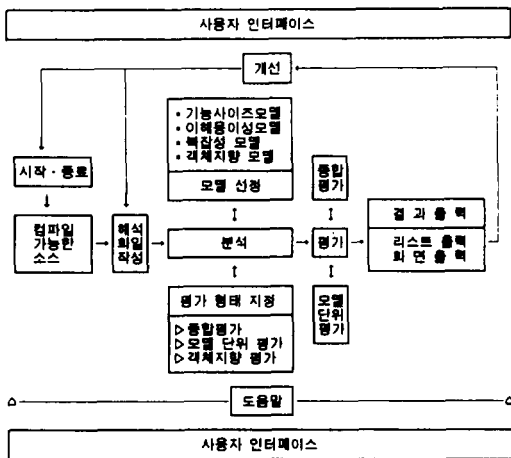 사용자 인터페이스
개선
• 기능사이즈모델
• 이해용이성모델
• 복잡성 모델
• 객체지향 모델
모델 선정
시작 · 종료
종합
평가
컴파일
가능한
소스
해석
화일
작성
분석
평가
결 과 출 력
리스트 출력
화 면 출 력
평가 형태 지정
▷ 종합평가
▷ 모델 단위 평가
▷ 객체지향 평가
모델
단위
평가
도움말
사용자 인터페이스